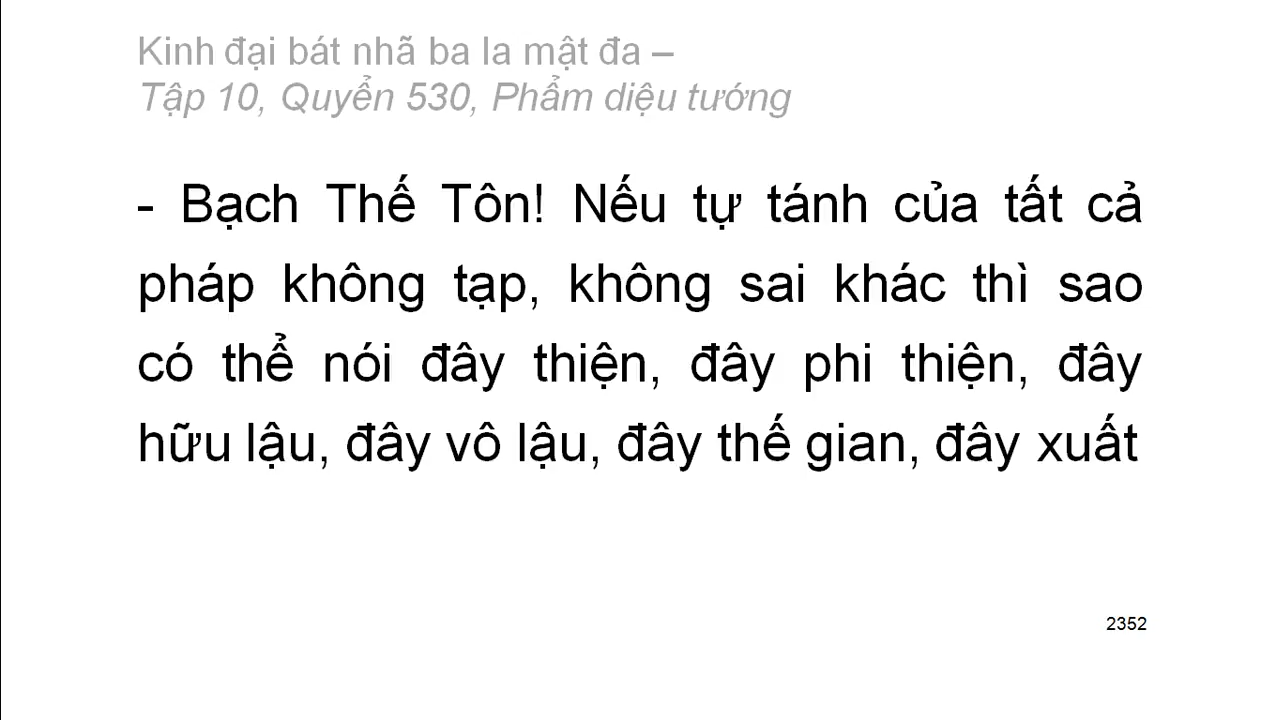 Kinh đại bát nhã ba la mật đa –
Tập 10, Quyển 530, Phẩm diệu tướng
- Bạch Thế Tôn! Nếu tự tánh của tất cả
pháp không tạp, không sai khác thì sao
có thể nói đây thiện, đây phi thiện, đây
hữu lậu, đây vô lậu, đây thế gian, đây xuất
2352